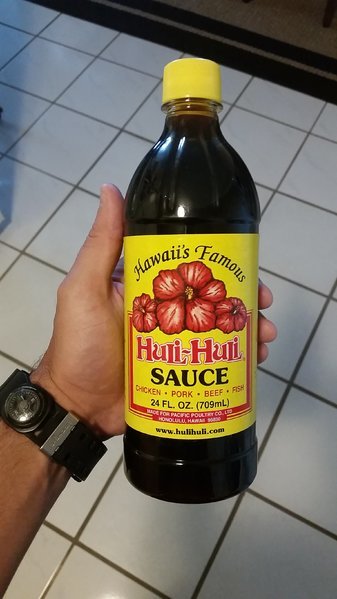 Hawaii's Famous
Huli-Huli
SAUCE
CHICKEN • PORK • BEEF • FISH
24 FL. OZ. (709mL)
MADE FOR PACIFIC POULTRY CO., LTD.
HONOLULU, HAWAII 96830
www.hulihuli.com